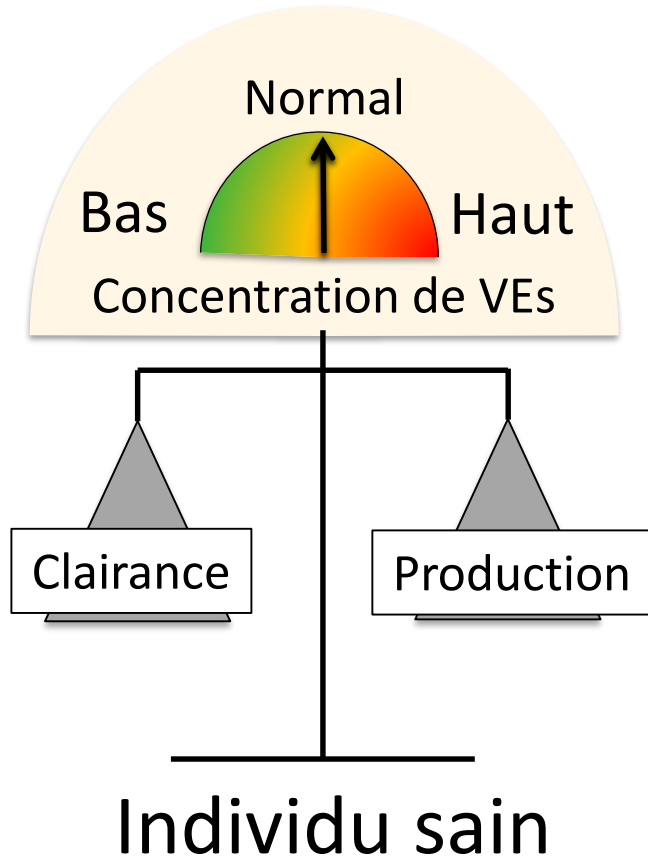 Normal
Bas
Haut
Concentration de VEs
Clairance
Production
Individu sain